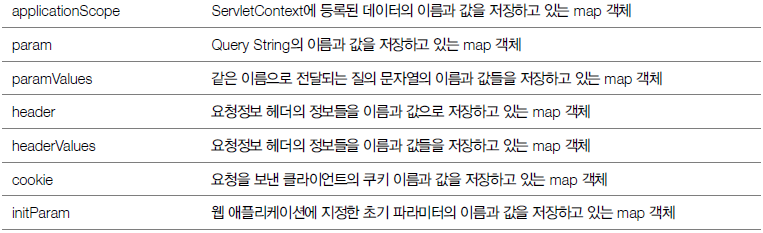 applicationScope ServletContext에 등록된 데이터의 이름과 값을 저장하고 있는 map 객체
param Query String의 이름과 값을 저장하고 있는 map 객체
paramValues 같은 이름으로 전달되는 질의 문자열의 이름과 값들을 저장하고 있는 map 객체
header 요청정보 헤더의 정보들을 이름과 값으로 저장하고 있는 map 객체
headerValues 요청정보 헤더의 정보들을 이름과 값들을 저장하고 있는 map 객체
cookie 요청을 보낸 클라이언트의 쿠키 이름과 값을 저장하고 있는 map 객체
initParam 웹 애플리케이션에 지정한 초기 파라미터의 이름과 값을 저장하고 있는 map 객체